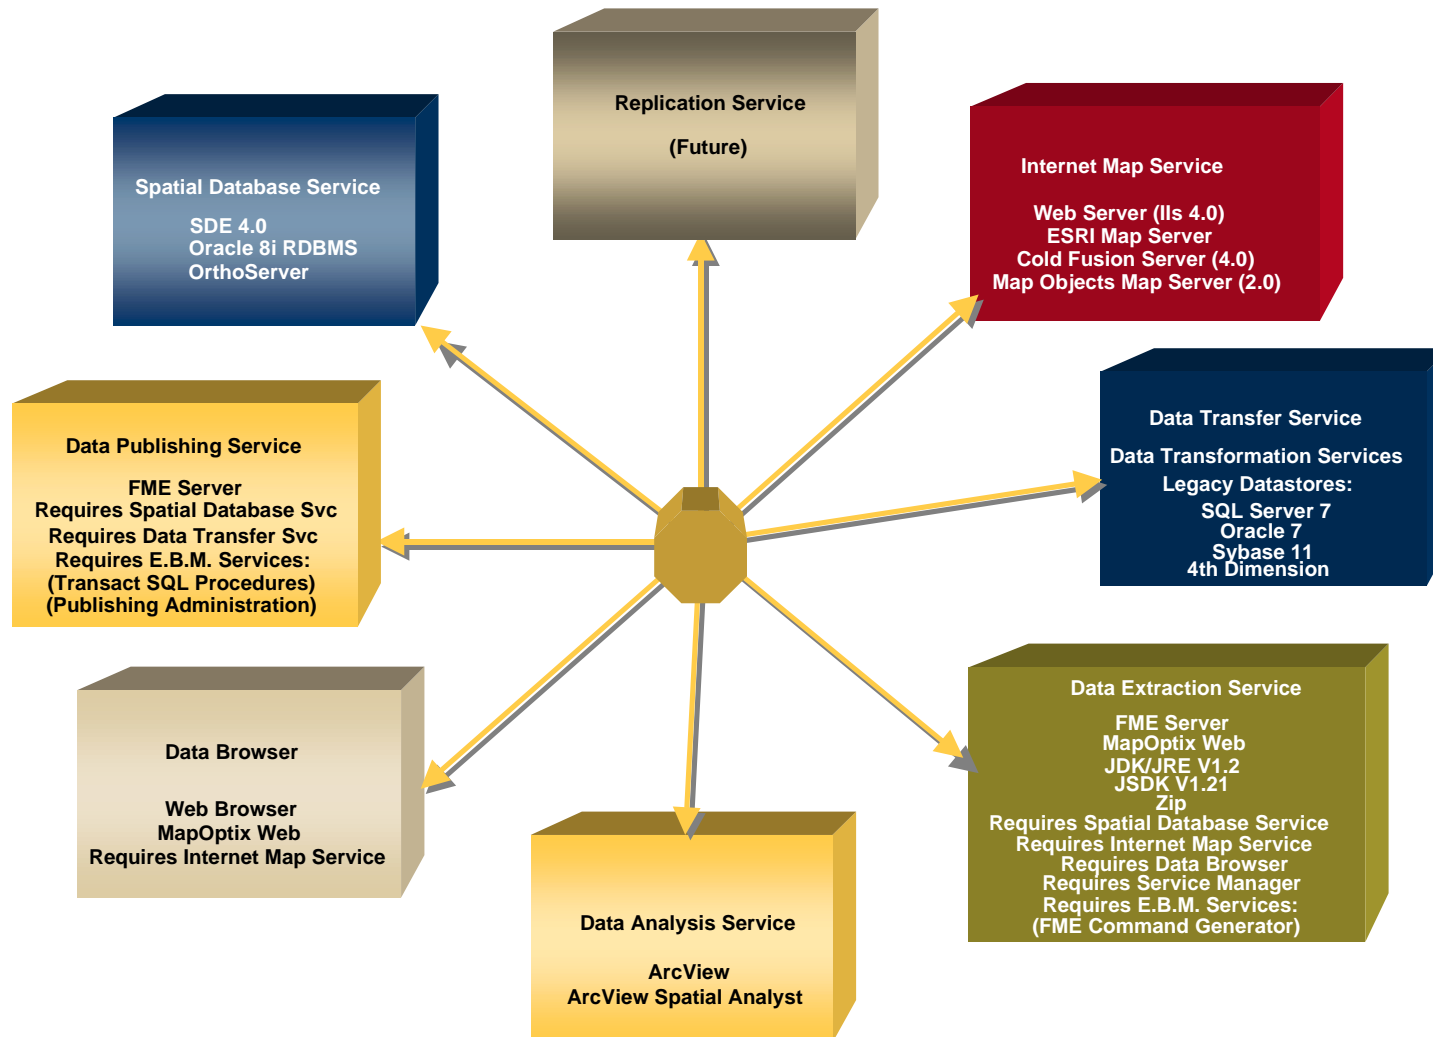 Replication Service
(Future)
Spatial Database Service
SDE 4.0
Oracle 8i RDBMS
OrthoServer
Internet Map Service
Web Server (IIs 4.0)
ESRI Map Server
Cold Fusion Server (4.0)
Map Objects Map Server (2.0)
Data Publishing Service
FME Server
Requires Spatial Database Svc
Requires Data Transfer Svc
Requires E.B.M. Services:
(Transact SQL Procedures)
(Publishing Administration)
Data Transfer Service
Data Transformation Services
Legacy Datastores:
SQL Server 7
Oracle 7
Sybase 11
4th Dimension
Data Browser
Web Browser
MapOptix Web
Requires Internet Map Service
Data Analysis Service
ArcView
ArcView Spatial Analyst
Data Extraction Service
FME Server
MapOptix Web
JDK/JRE V1.2
JSDK V1.21
Zip
Requires Spatial Database Service
Requires Internet Map Service
Requires Data Browser
Requires Service Manager
Requires E.B.M. Services:
(FME Command Generator)